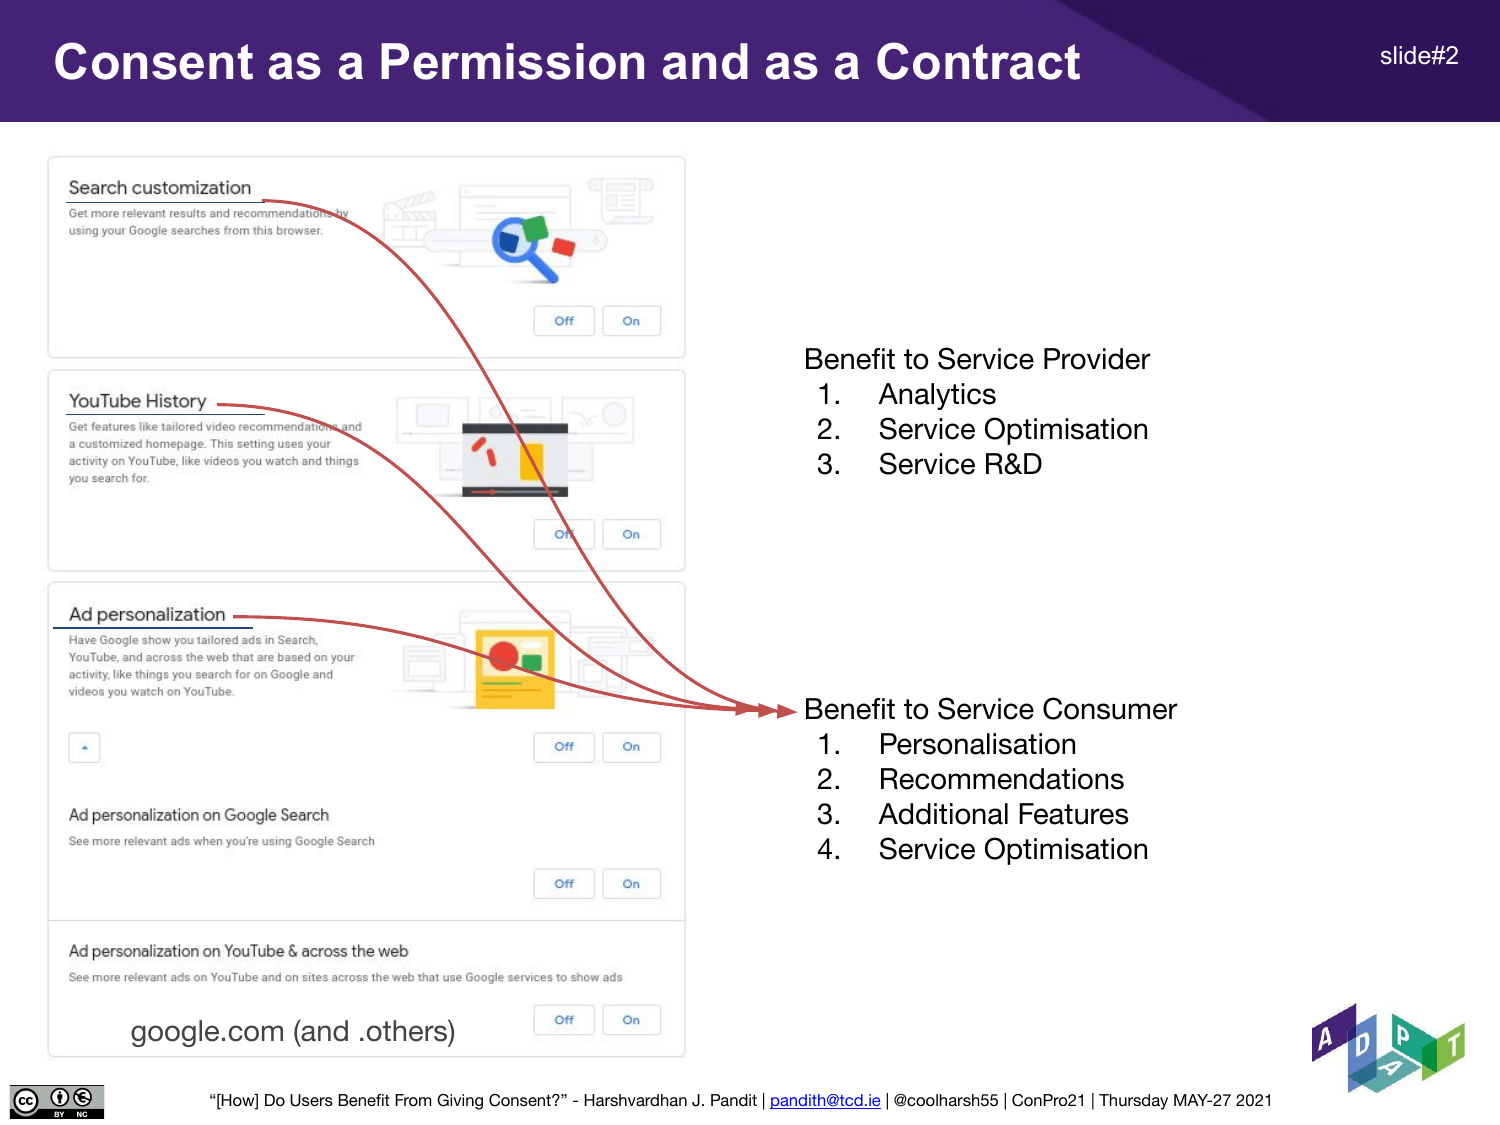 Consent as a Permission and as a Contract
slide#2
Search customization
Get more relevant results and recommendations by
using your Google searches from this browser.
Off On
YouTube History
Get features like tailored video recommendations and
a customized homepage. This setting uses your
activity on YouTube, like videos you watch and things
you search for.
Off On
Ad personalization
Have Google show you tailored ads in Search,
YouTube, and across the web that are based on your
activity, like things you search for on Google and
videos you watch on YouTube.
Off On
Ad personalization on Google Search
See more relevant ads when you're using Google Search
Off On
Ad personalization on YouTube & across the web
See more relevant ads on YouTube and on sites across the web that use Google services to show ads
Off On
google.com (and .others)
Benefit to Service Provider
1. Analytics
2. Service Optimisation
3. Service R&D
Benefit to Service Consumer
1. Personalisation
2. Recommendations
3. Additional Features
4. Service Optimisation
ADAPT
cc BY NC
“[How] Do Users Benefit From Giving Consent?” - Harshvardhan J. Pandit | pandith@tcd.ie | @coolharsh55 | ConPro21 | Thursday MAY-27 2021